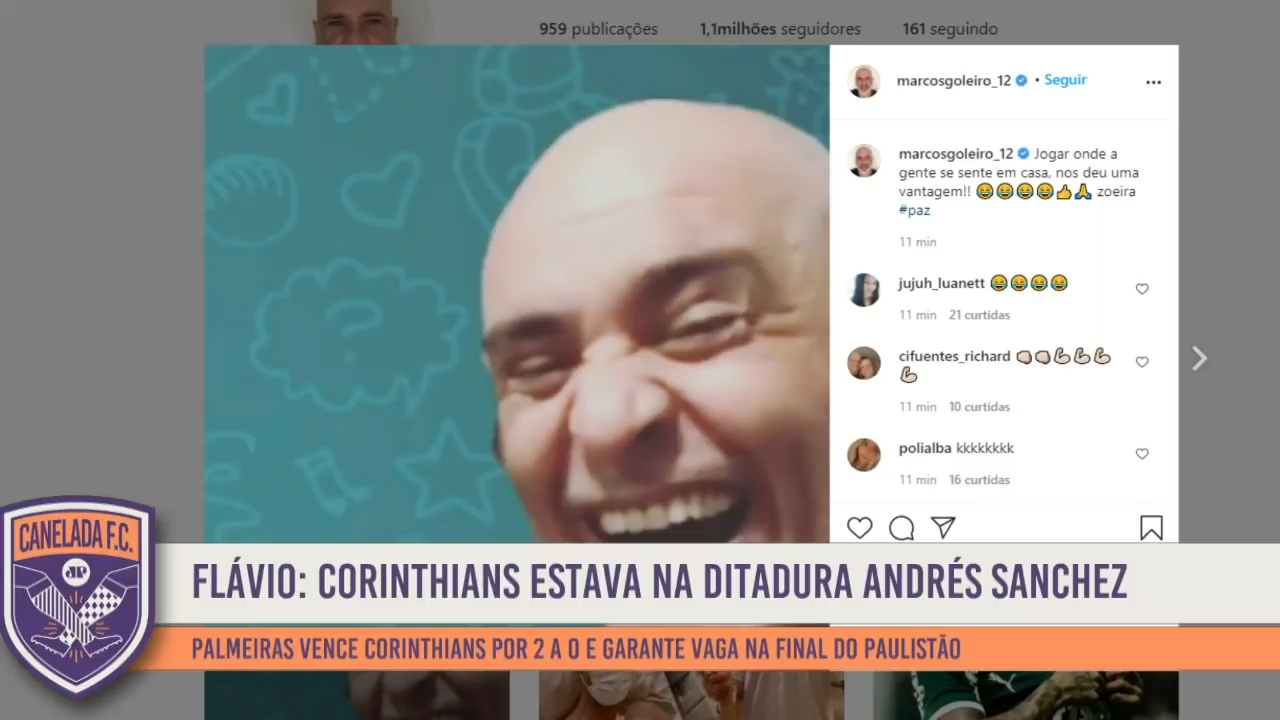 959 publicações 1,1milhões seguidores 161 seguindo
marcosgoleiro_12 • Seguir
marcosgoleiro_12 Jogar onde a
gente se sente em casa, nos deu uma
vantagem!! 😂😂😂😂👍🙏 zoeira
#paz
11 min
jujuh_luanett 😂😂😂😂
11 min 21 curtidas
cifuentes_richard 👊🏻👊🏻💪🏻💪🏻💪🏻
💪🏻
11 min 10 curtidas
polialba kkkkkkkk
11 min 16 curtidas
CANELADA F.C.
JP
FLÁVIO: CORINTHIANS ESTAVA NA DITADURA ANDRÉS SANCHEZ
PALMEIRAS VENCE CORINTHIANS POR 2 A 0 E GARANTE VAGA NA FINAL DO PAULISTÃO